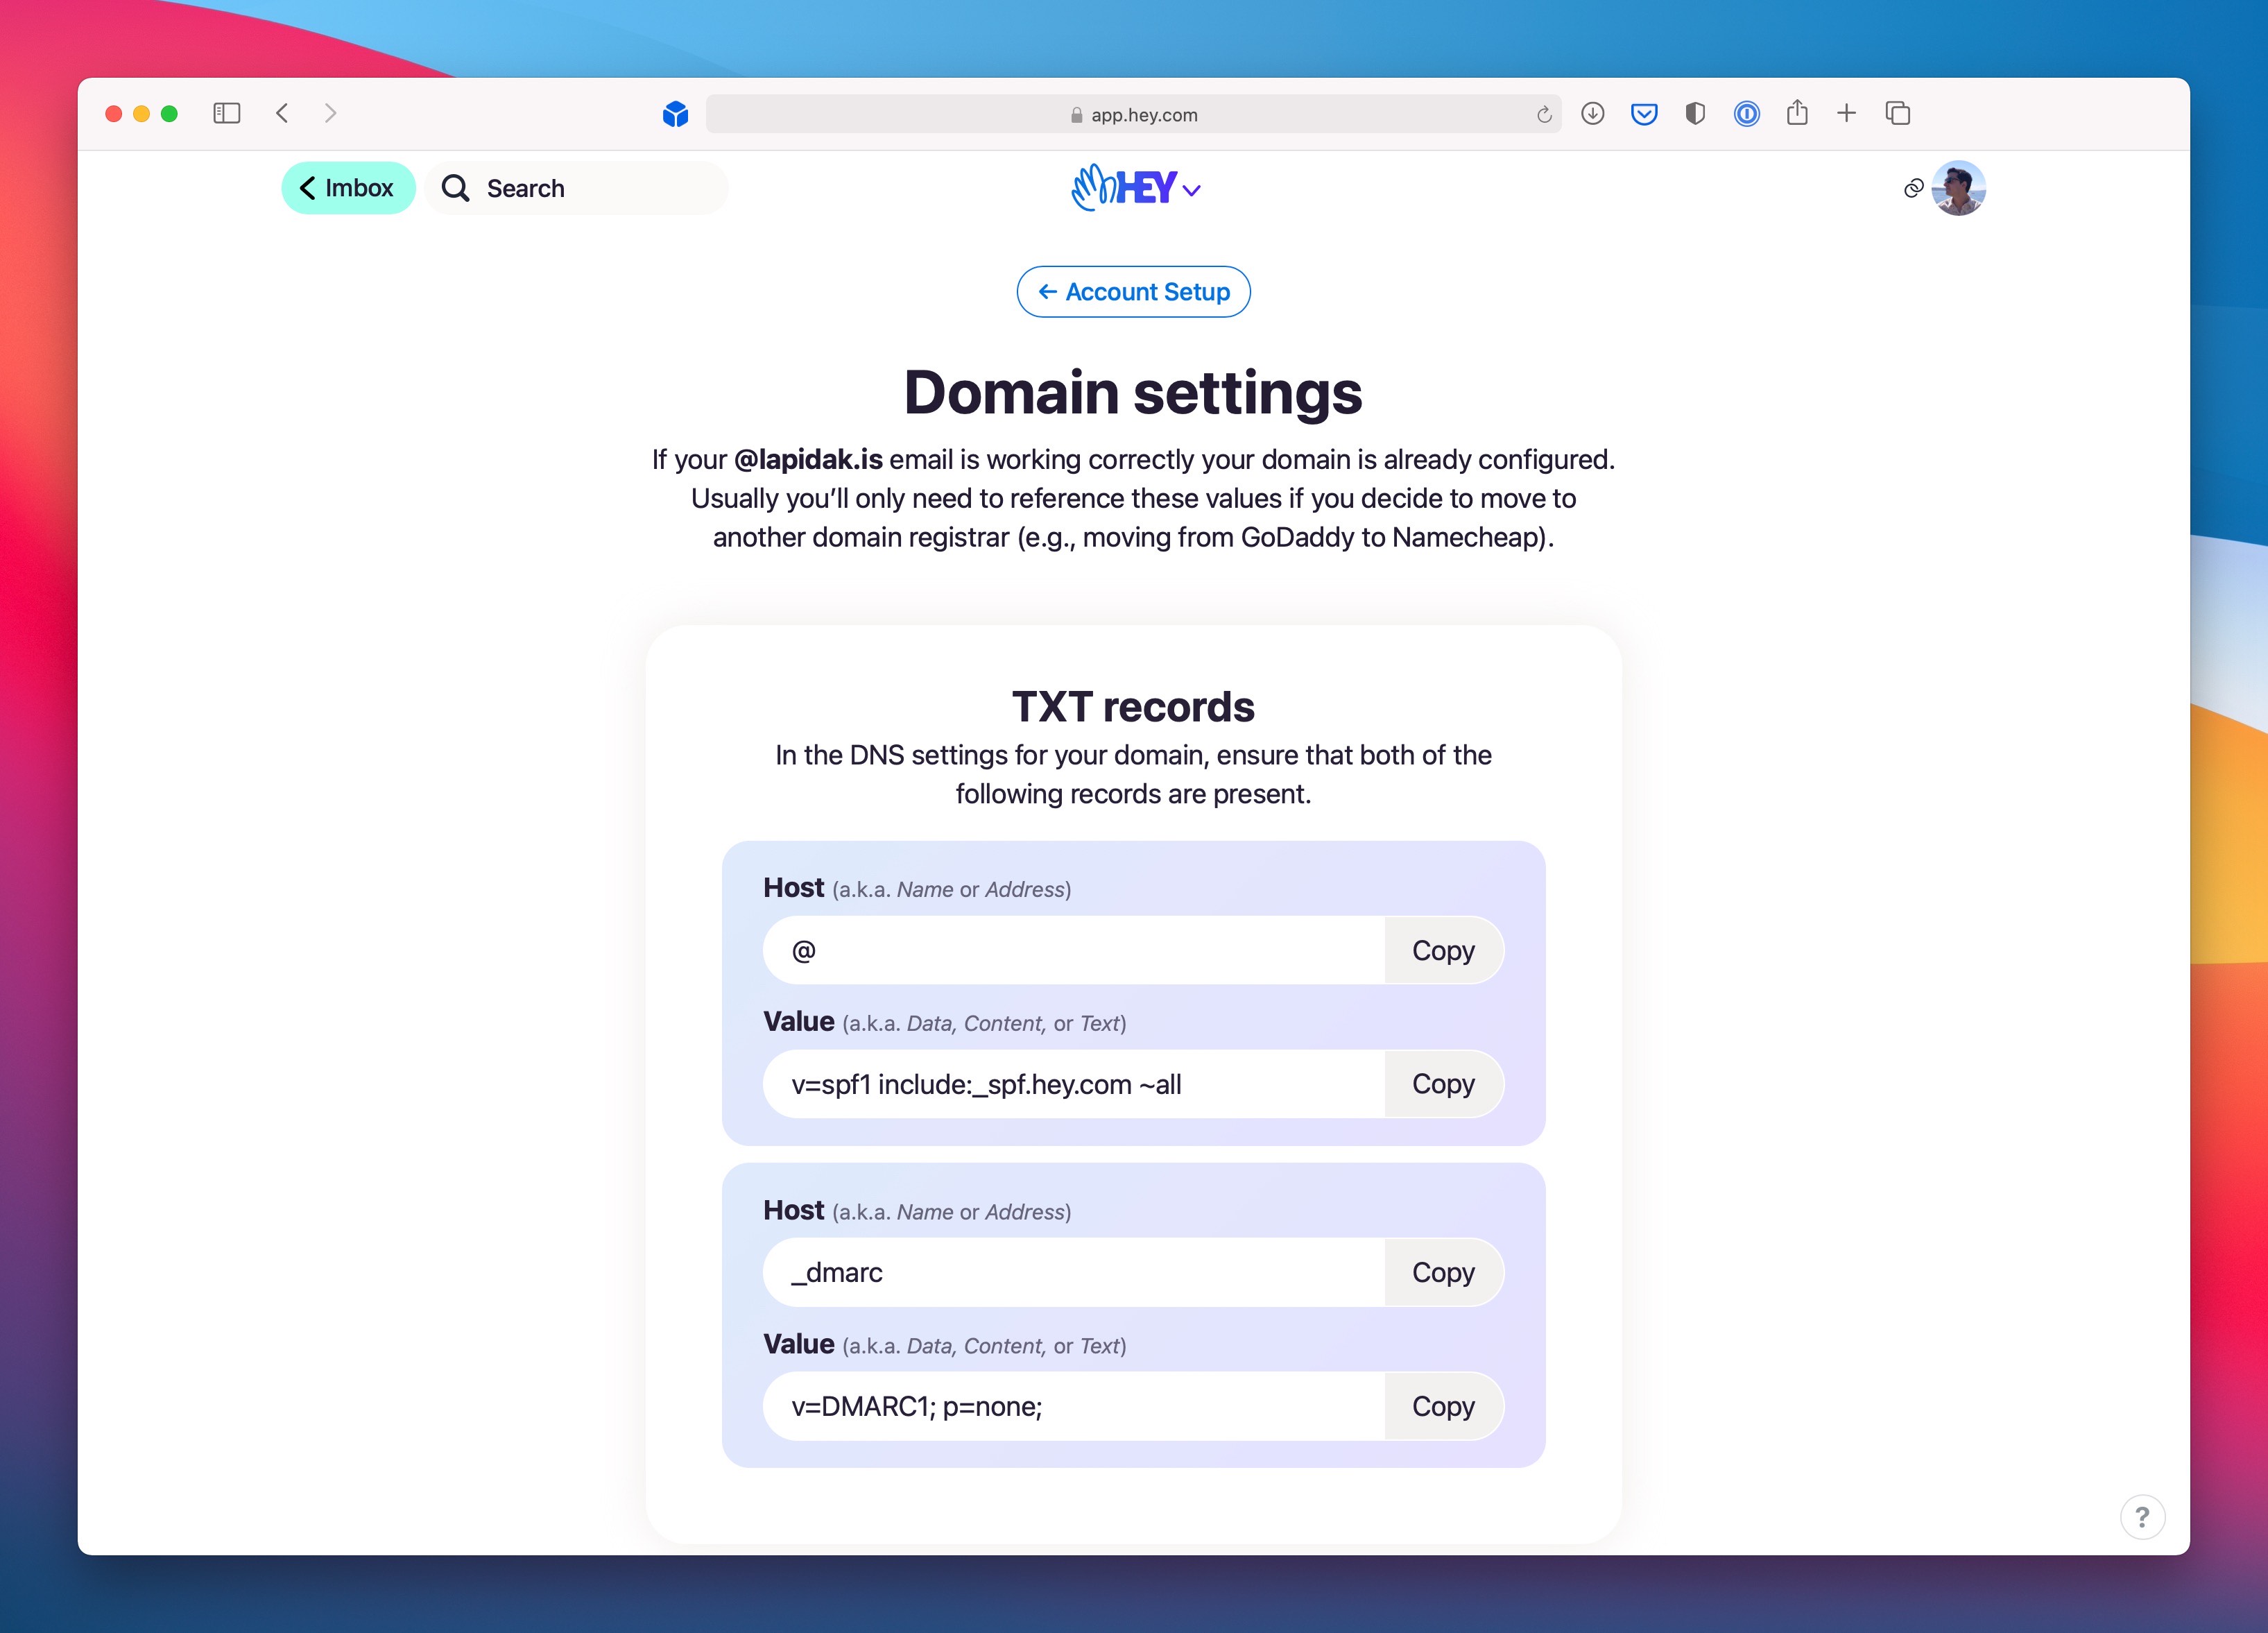 app.hey.com
Imbox
Search
HEY
← Account Setup
Domain settings
If your @lapidak.is email is working correctly your domain is already configured.
Usually you’ll only need to reference these values if you decide to move to
another domain registrar (e.g., moving from GoDaddy to Namecheap).
TXT records
In the DNS settings for your domain, ensure that both of the
following records are present.
Host (a.k.a. Name or Address)
@ Copy
Value (a.k.a. Data, Content, or Text)
v=spf1 include:_spf.hey.com ~all Copy
Host (a.k.a. Name or Address)
_dmarc Copy
Value (a.k.a. Data, Content, or Text)
v=DMARC1; p=none; Copy
?